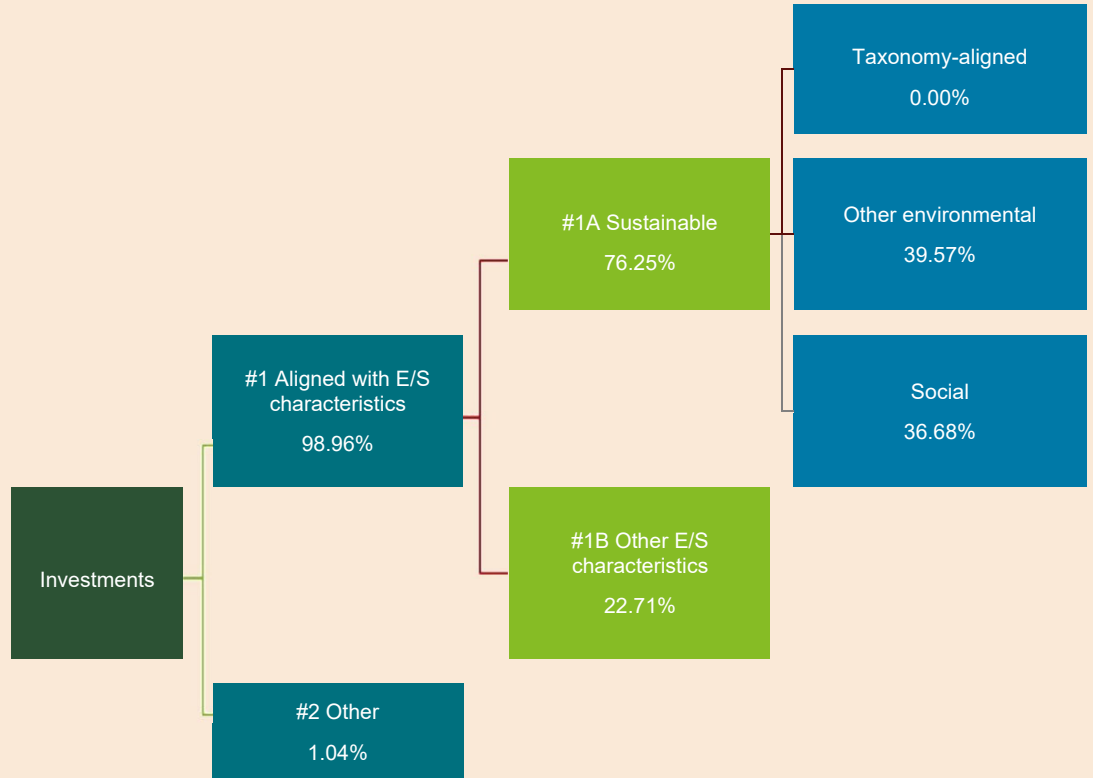 Taxonomy-aligned
0.00%
#1A Sustainable
76.25%
Other environmental
39.57%
#1 Aligned with E/S
characteristics
98.96%
Social
36.68%
Investments
#1B Other E/S
characteristics
22.71%
#2 Other
1.04%